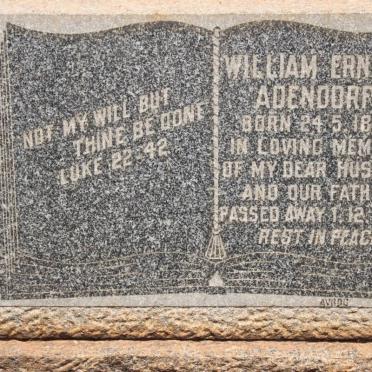 NOT MY WILL BUT
THINE BE DONE
LUKE 22-42
WILLIAM ERN
ADENDORF
BORN 24.5.18
IN LOVING MEM
OF MY DEAR HUS
AND OUR FATH
PASSED AWAY 1.12
REST IN PEAC